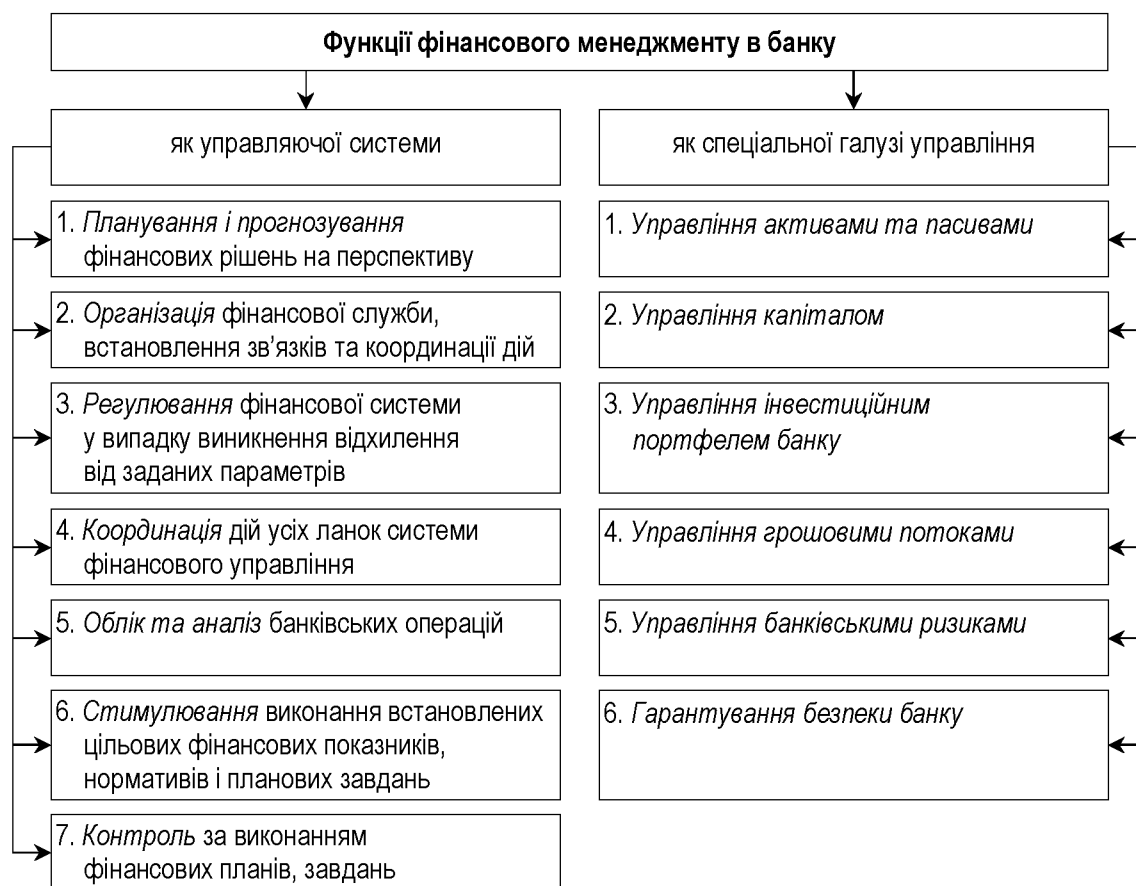 Функції фінансового менеджменту в банку
як управляючої системи
1. Планування і прогнозування
фінансових рішень на перспективу
2. Організація фінансової служби,
встановлення зв’язків та координації дій
3. Регулювання фінансової системи
у випадку виникнення відхилення
від заданих параметрів
4. Координація дій усіх ланок системи
фінансового управління
5. Облік та аналіз банківських операцій
6. Стимулювання виконання встановлених
цільових фінансових показників,
нормативів і планових завдань
7. Контроль за виконанням
фінансових планів, завдань
як спеціальної галузі управління
1. Управління активами та пасивами
2. Управління капіталом
3. Управління інвестиційним
портфелем банку
4. Управління грошовими потоками
5. Управління банківськими ризиками
6. Гарантування безпеки банку